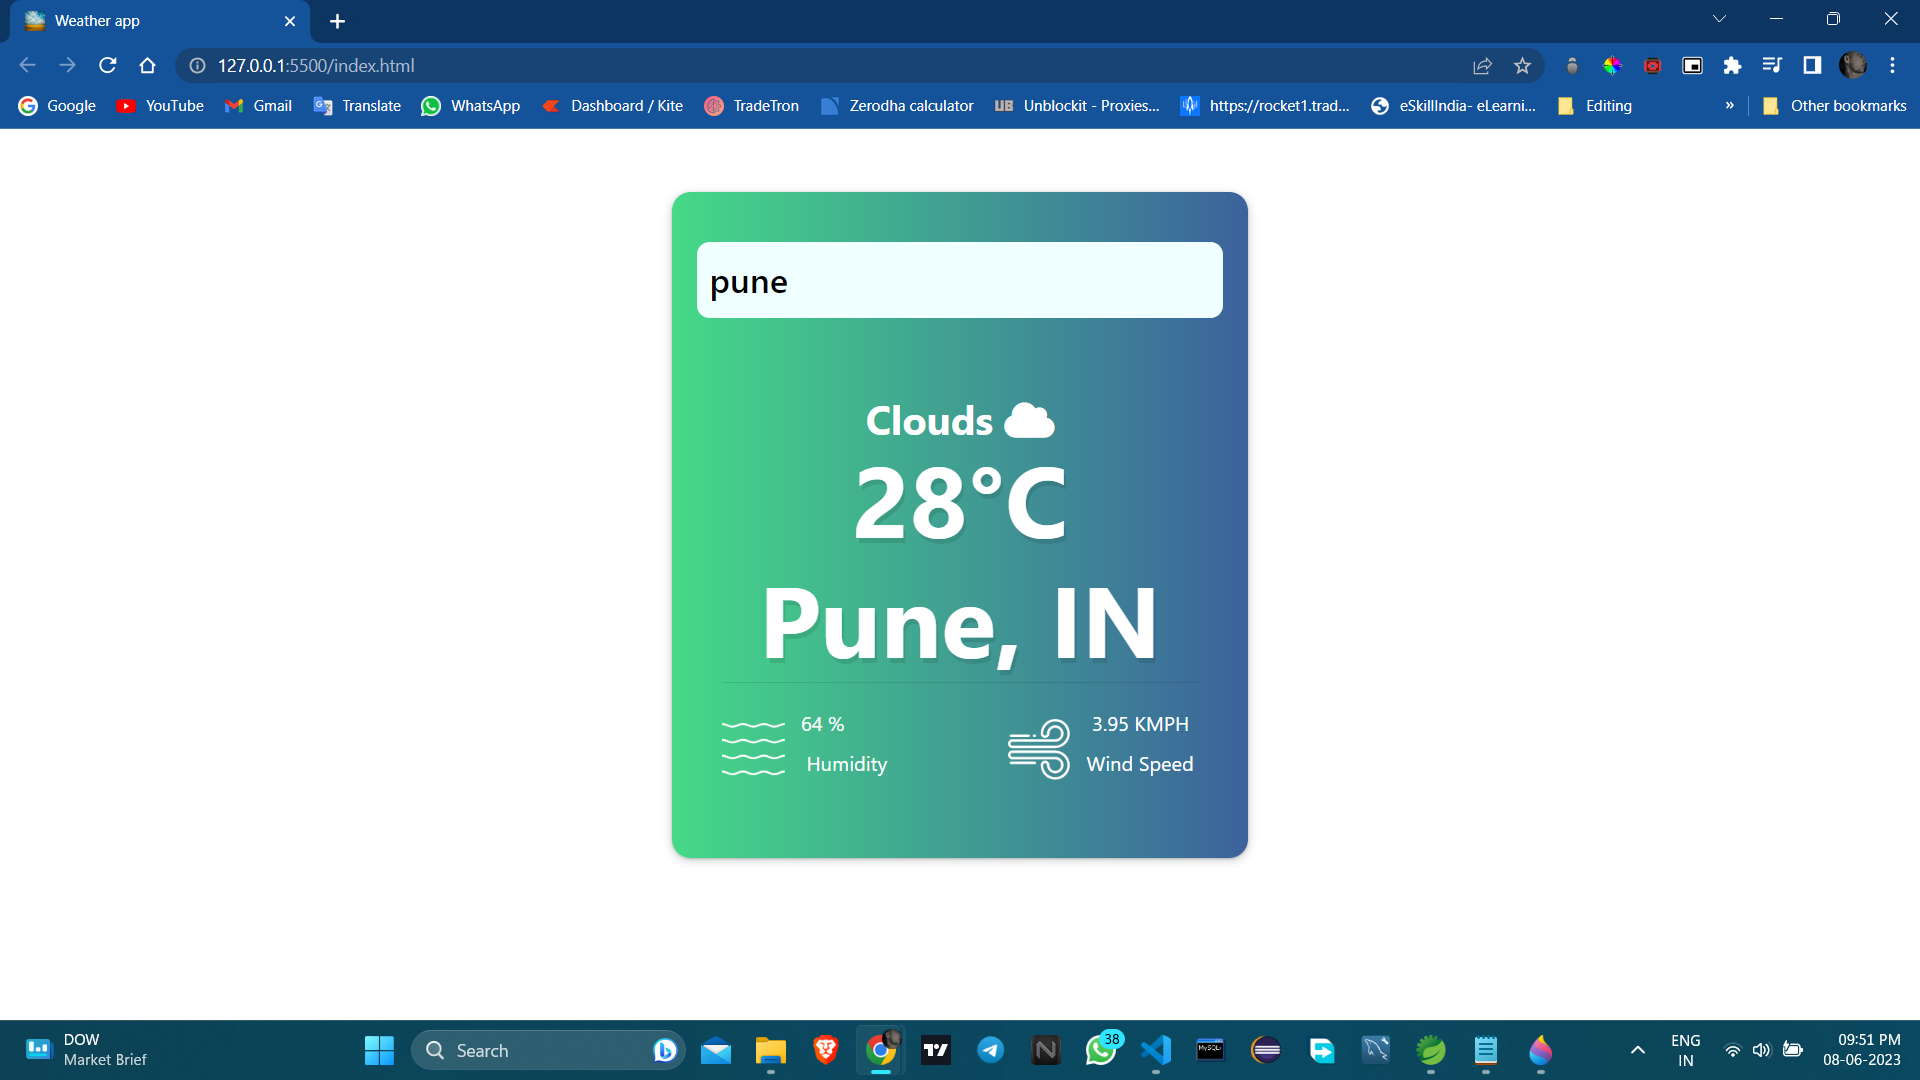 Weather app
127.0.0.1:5500/index.html
Google YouTube Gmail Translate WhatsApp Dashboard / Kite TradeTron Zerodha calculator UB Unblockit - Proxies... https://rocket1.trad... eSkillIndia- eLearni... Editing » Other bookmarks
pune
Clouds
28°C
Pune, IN
64 %
Humidity
3.95 KMPH
Wind Speed
DOW
Market Brief
Search
38
MySQL
ENG
IN
09:51 PM
08-06-2023